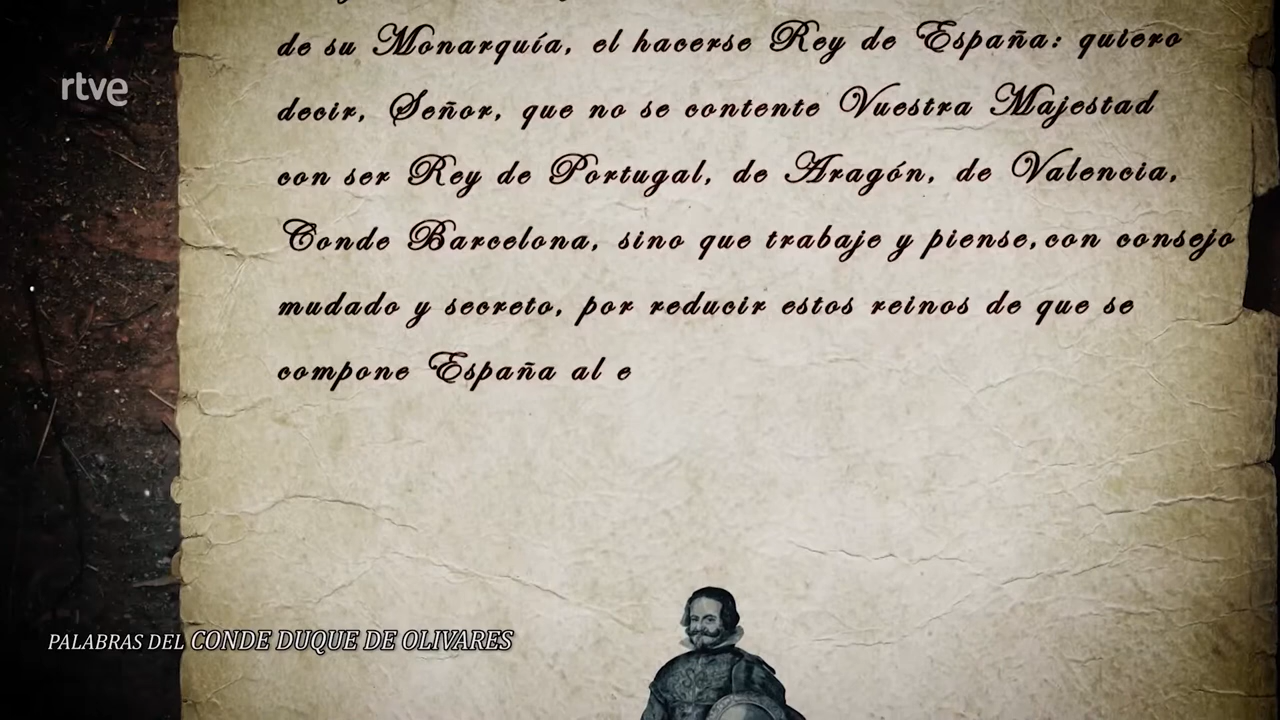 de su Monarquía, el hacerse Rey de España: quiero
rtve
decir, Señor, que no se contente Vuestra Majestad
con ser Rey de Portugal, de Aragón, de Valencia,
Conde Barcelona, sino que trabaje y piense, con consejo
mudado y secreto, por reducir estos reinos de que se
compone España al e
PALABRAS DEL CONDE DUQUE DE OLIVARES